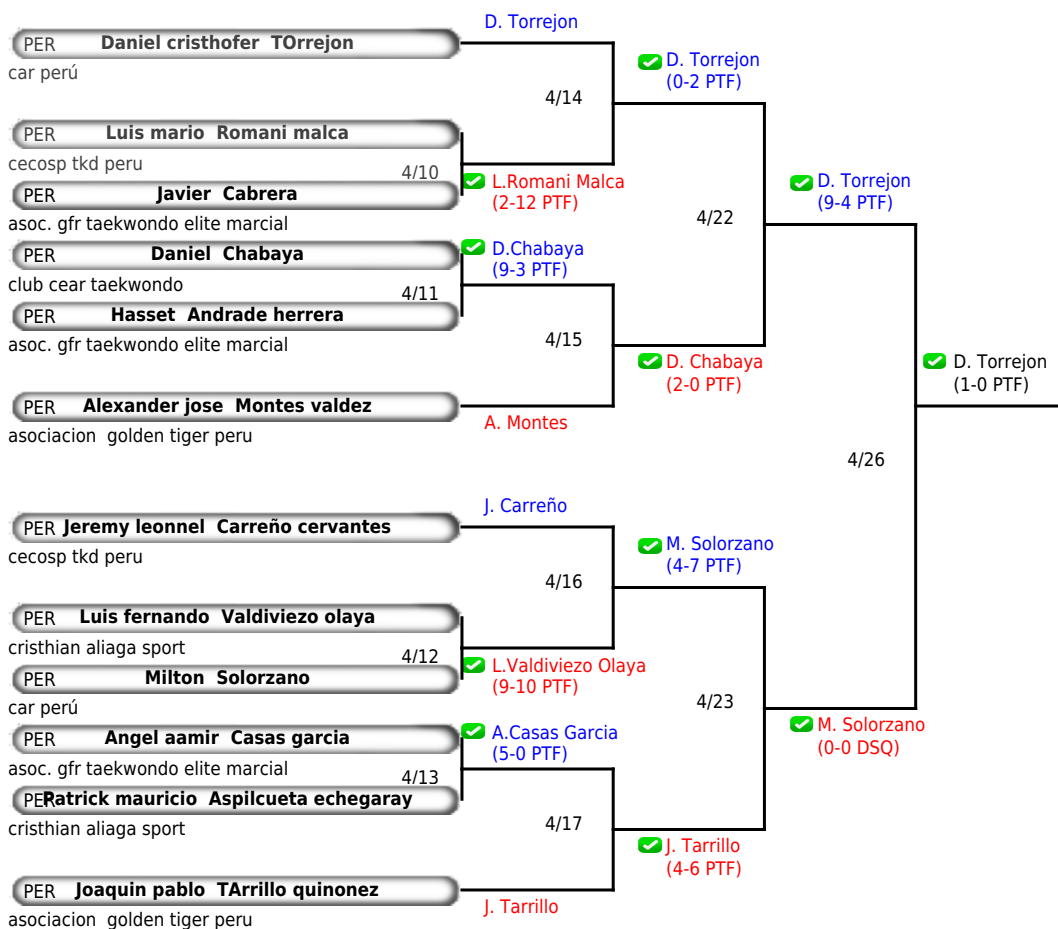 D. Torrejon
PER Daniel cristhofer TOrrejon
car perú
D. Torrejon
(0-2 PTF)
4/14
PER Luis mario Romani malca
cecosp tkd peru
4/10
L.Romani Malca
(2-12 PTF)
PER Javier Cabrera
asoc. gfr taekwondo elite marcial
D. Torrejon
(9-4 PTF)
4/22
PER Daniel Chabaya
club cear taekwondo
D.Chabaya
(9-3 PTF)
4/11
PER Hasset Andrade herrera
asoc. gfr taekwondo elite marcial
4/15
D. Chabaya
(2-0 PTF)
D. Torrejon
(1-0 PTF)
PER Alexander jose Montes valdez
asociacion golden tiger peru
A. Montes
4/26
J. Carreño
PER Jeremy leonnel Carreño cervantes
cecosp tkd peru
M. Solorzano
(4-7 PTF)
4/16
PER Luis fernando Valdiviezo olaya
cristhian aliaga sport
4/12
L.Valdiviezo Olaya
(9-10 PTF)
PER Milton Solorzano
car perú
4/23
M. Solorzano
(0-0 DSQ)
PER Angel aamir Casas garcia
asoc. gfr taekwondo elite marcial
A.Casas Garcia
(5-0 PTF)
4/13
PER Patrick mauricio Aspilcueta echegaray
cristhian aliaga sport
4/17
J. Tarrillo
(4-6 PTF)
PER Joaquin pablo TArrillo quinonez
asociacion golden tiger peru
J. Tarrillo